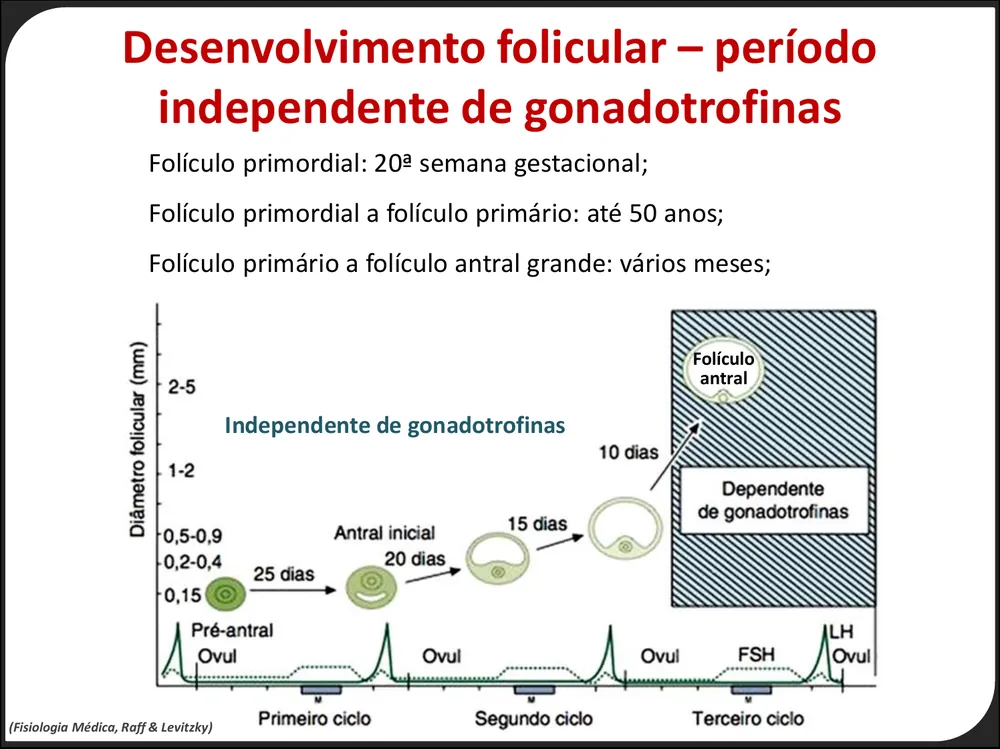 Desenvolvimento folicular – período
independente de gonadotrofinas
Folículo primordial: 20ª semana gestacional;
Folículo primordial a folículo primário: até 50 anos;
Folículo primário a folículo antral grande: vários meses;
Diâmetro folicular (mm)
2-5
1-2
0,5-0,9
0,2-0,4
0,15
Independente de gonadotrofinas
Folículo
antral
10 dias
Dependente
de gonadotrofinas
15 dias
Antral inicial
20 dias
25 dias
Pré-antral
LH
Ovul
Ovul
Ovul
FSH
Ovul
M
M
M
Primeiro ciclo
Segundo ciclo
Terceiro ciclo
(Fisiologia Médica, Raff & Levitzky)